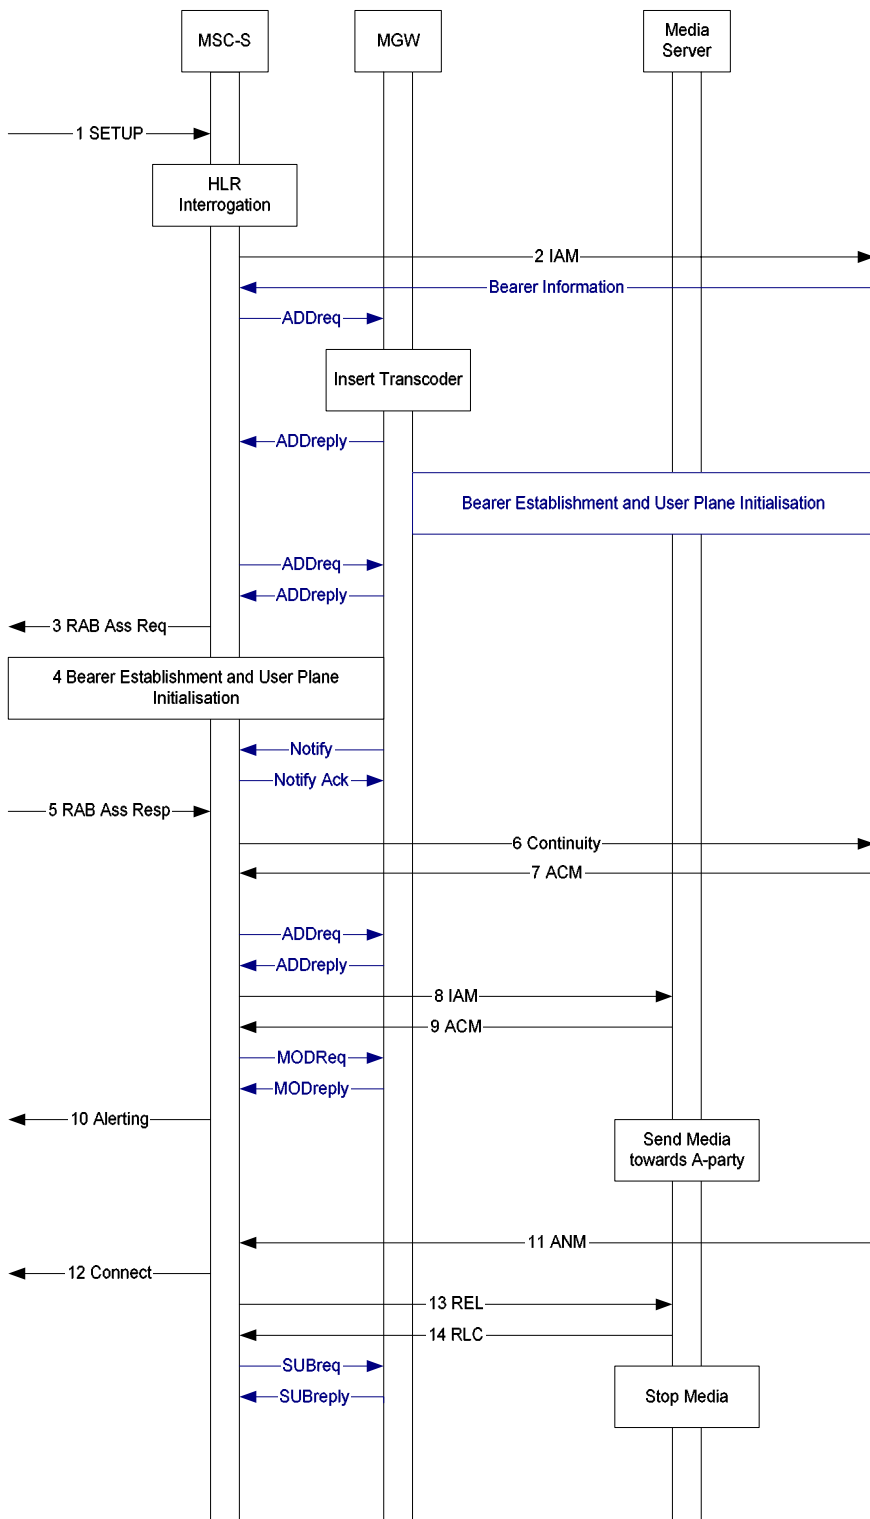 MSC-S
MGW
Media
Server
1 SETUP
HLR
Interrogation
2 IAM
Bearer Information
ADDreq
Insert Transcoder
ADDreply
Bearer Establishment and User Plane Initialisation
ADDreq
ADDreply
3 RAB Ass Req
4 Bearer Establishment and User Plane
Initialisation
Notify
Notify Ack
5 RAB Ass Resp
6 Continuity
7 ACM
ADDreq
ADDreply
8 IAM
9 ACM
MODReq
MODreply
10 Alerting
Send Media
towards A-party
11 ANM
12 Connect
13 REL
14 RLC
SUBreq
SUBreply
Stop Media